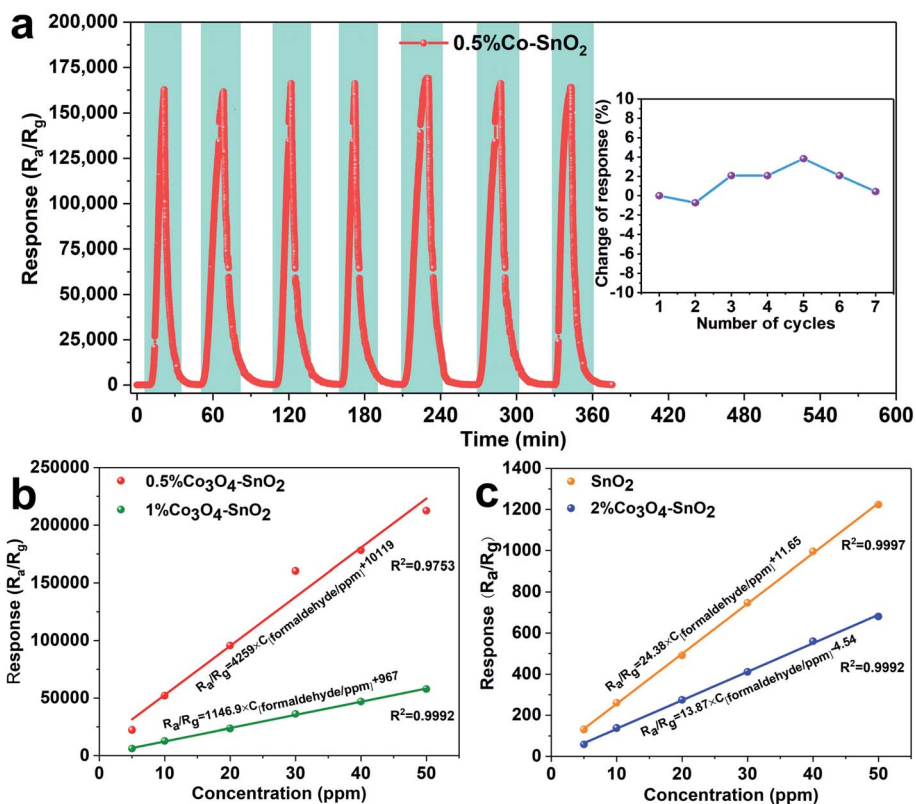 a
200,000
175,000
150,000
125,000
100,000
75,000
50,000
25,000
0
Response (Ra/Rg)
0.5%Co-SnO2
0 60 120 180 240 300 360 420 480 540 600
Time (min)
10
8
6
4
2
0
-2
-4
-6
-8
-10
Change of response (%)
1 2 3 4 5 6 7
Number of cycles
b
250000
200000
150000
100000
50000
0
Response (Ra/Rg)
0.5%Co3O4-SnO2
1%Co3O4-SnO2
Ra/Rg=4259×C[formaldehyde/ppm]+10119
R2=0.9753
Ra/Rg=1146.9×C[formaldehyde/ppm]+967
R2=0.9992
0 10 20 30 40 50
Concentration (ppm)
c
1400
1200
1000
800
600
400
200
0
Response (Ra/Rg)
SnO2
2%Co3O4-SnO2
Ra/Rg=24.38×C[formaldehyde/ppm]+11.65
R2=0.9997
Ra/Rg=13.87×C[formaldehyde/ppm]-4.54
R2=0.9992
0 10 20 30 40 50
Concentration (ppm)